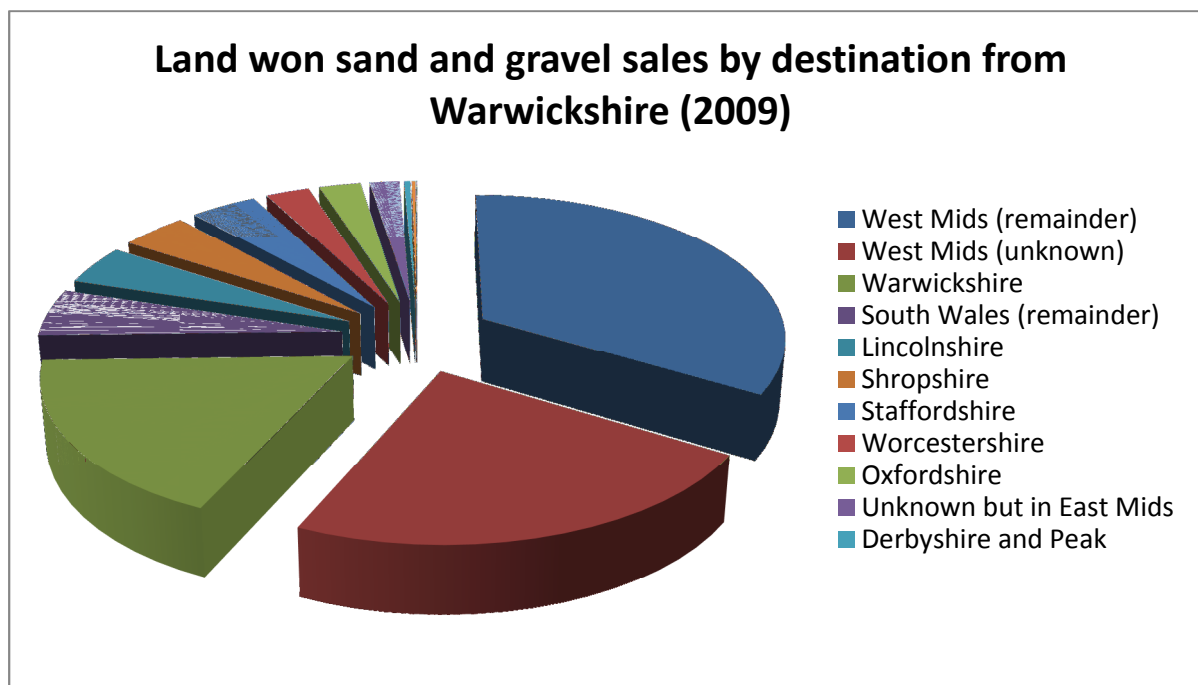 Land won sand and gravel sales by destination from
Warwickshire (2009)
West Mids (remainder)
West Mids (unknown)
Warwickshire
South Wales (remainder)
Lincolnshire
Shropshire
Staffordshire
Worcestershire
Oxfordshire
Unknown but in East Mids
Derbyshire and Peak